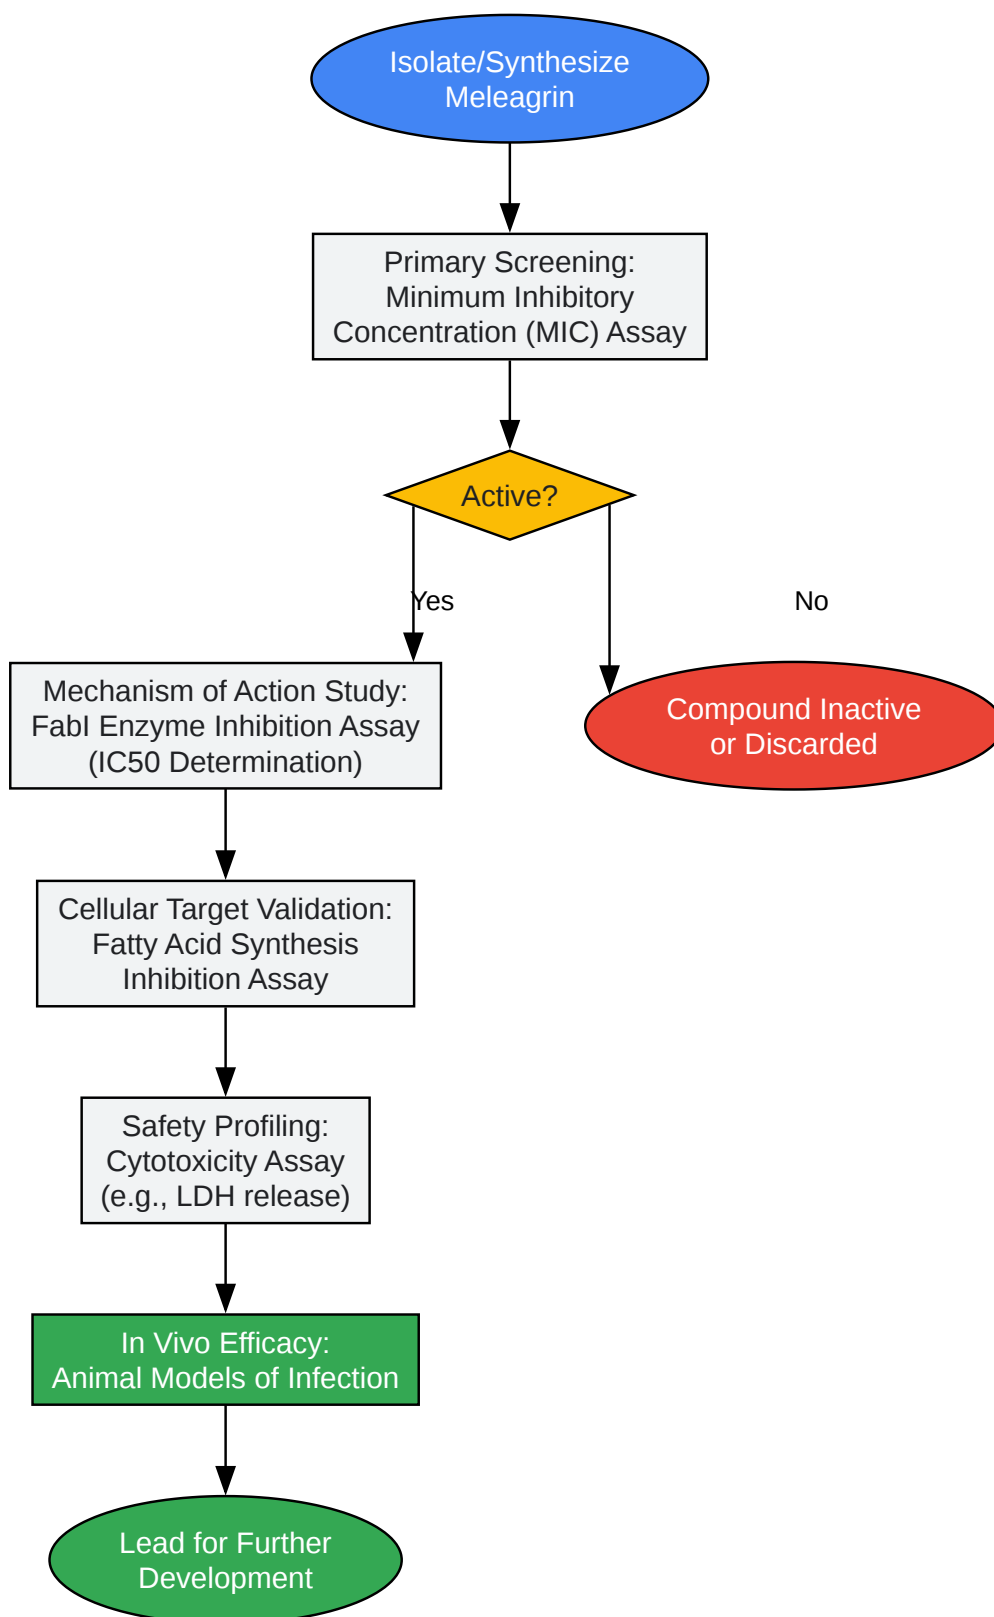 Isolate/Synthesize
Meleagrin
Primary Screening:
Minimum Inhibitory
Concentration (MIC) Assay
Active?
Yes
No
Mechanism of Action Study:
FabI Enzyme Inhibition Assay
(IC50 Determination)
Compound Inactive
or Discarded
Cellular Target Validation:
Fatty Acid Synthesis
Inhibition Assay
Safety Profiling:
Cytotoxicity Assay
(e.g., LDH release)
In Vivo Efficacy:
Animal Models of Infection
Lead for Further
Development